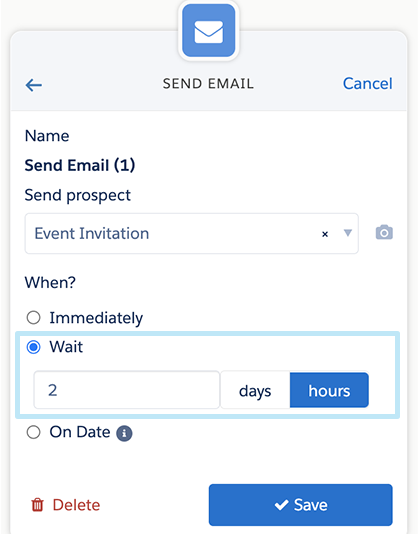 SEND EMAIL
Cancel
Name
Send Email (1)
Send prospect
Event Invitation
When?
Immediately
Wait
2 days hours
On Date
Delete Save